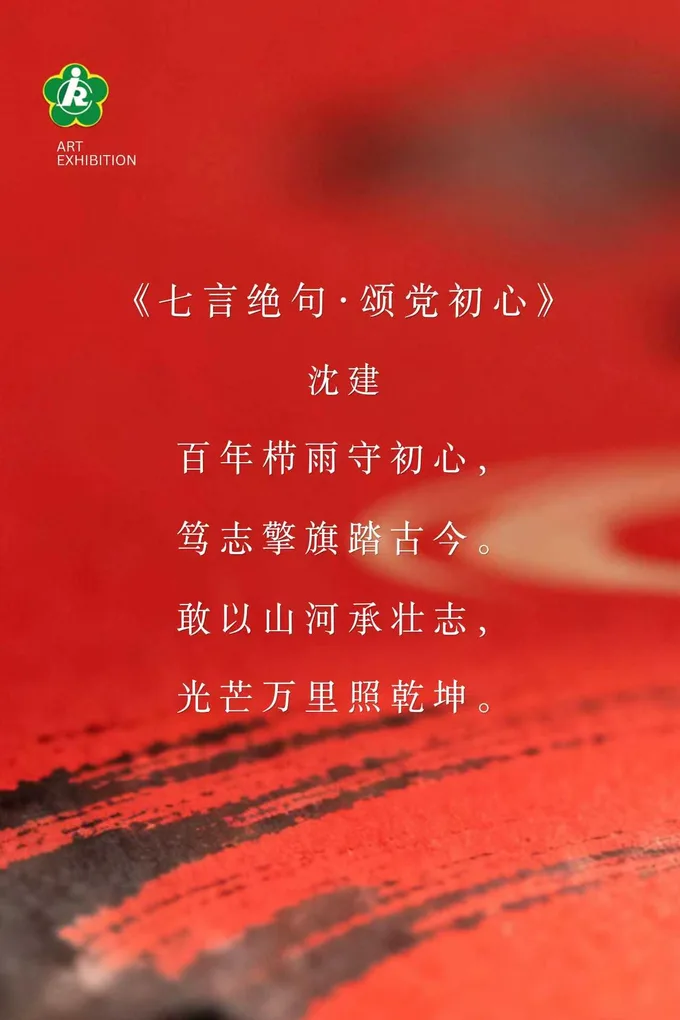 ART
EXHIBITION
《七言绝句·颂党初心》
沈建
百年栉雨守初心，
笃志擎旗踏古今。
敢以山河承壮志，
光芒万里照乾坤。